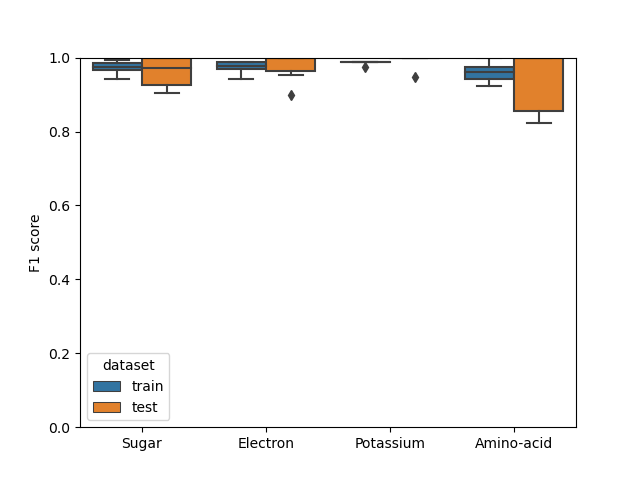 1.0
0.8
0.6
0.4
0.2
0.0
F1 score
dataset
train
test
Sugar Electron Potassium Amino-acid